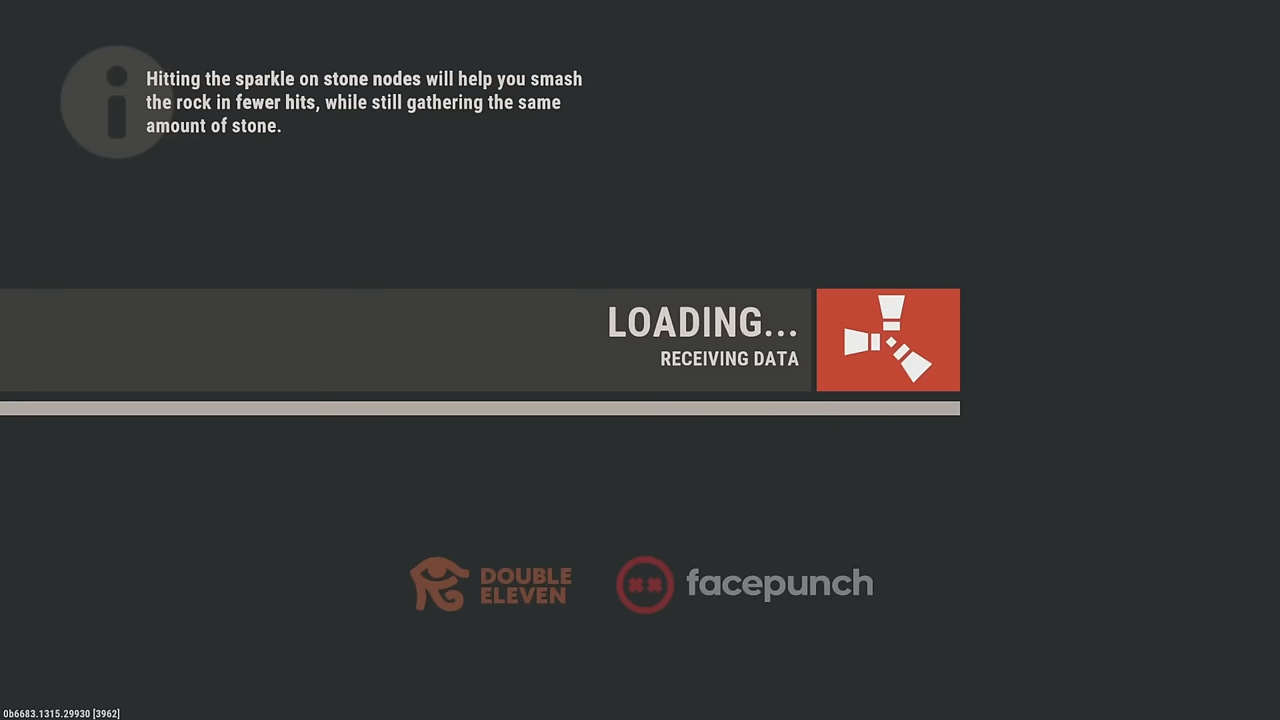 Hitting the sparkle on stone nodes will help you smash
the rock in fewer hits, while still gathering the same
amount of stone.
LOADING...
RECEIVING DATA
DOUBLE
ELEVEN
facepunch
0b6683.1315.29930 [3962]